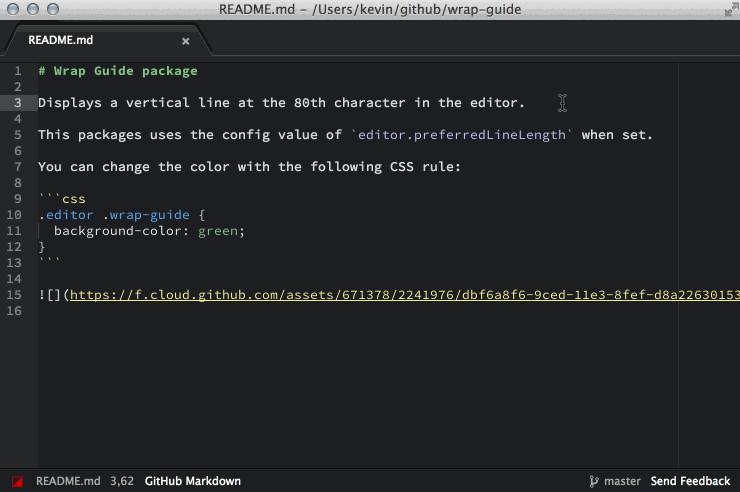 README.md - /Users/kevin/github/wrap-guide
README.md ×
1 # Wrap Guide package
2
3 Displays a vertical line at the 80th character in the editor.
4
5 This packages uses the config value of `editor.preferredLineLength` when set.
6
7 You can change the color with the following CSS rule:
8
9 ```css
10 .editor .wrap-guide {
11   background-color: green;
12 }
13 ```
14
15 ![](https://f.cloud.github.com/assets/671378/2241976/dbf6a8f6-9ced-11e3-8fef-d8a22630153
16
README.md 3,62 GitHub Markdown master Send Feedback